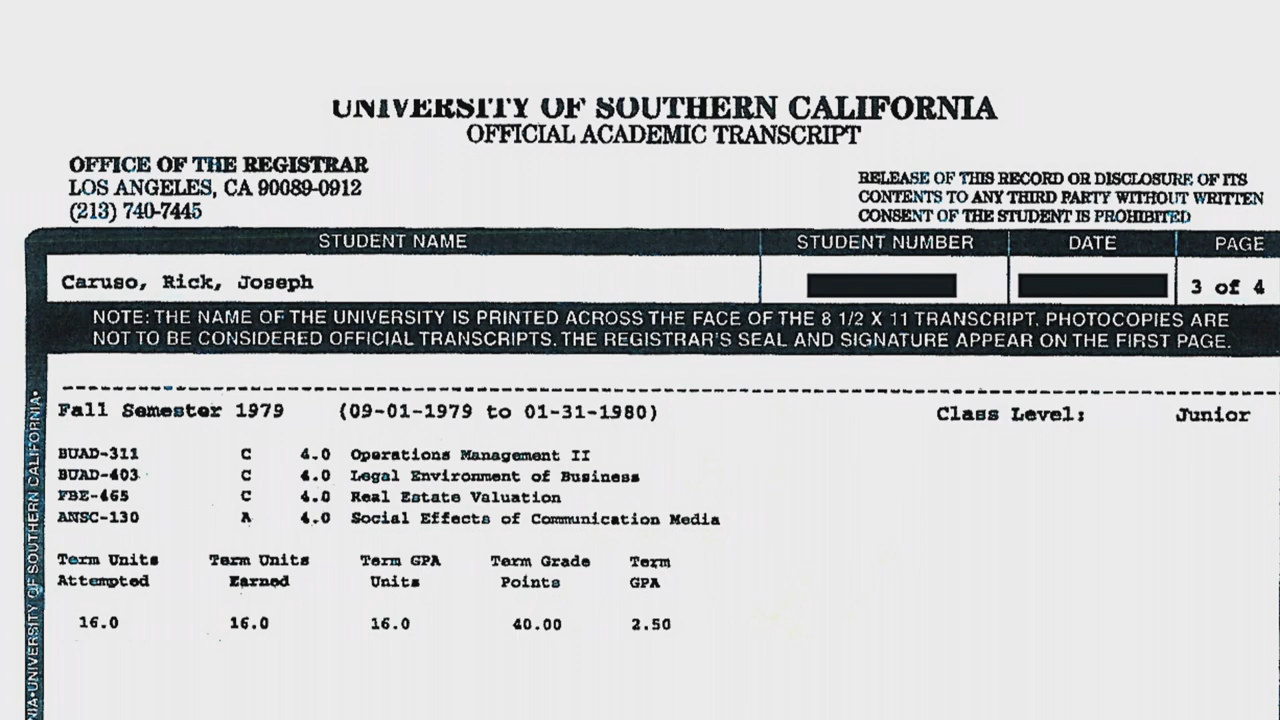 UNIVERSITY OF SOUTHERN CALIFORNIA
OFFICIAL ACADEMIC TRANSCRIPT
OFFICE OF THE REGISTRAR
LOS ANGELES, CA 90089-0912
(213) 740-7445
RELEASE OF THIS RECORD OR DISCLOSURE OF ITS
CONTENTS TO ANY THIRD PARTY WITHOUT WRITTEN
CONSENT OF THE STUDENT IS PROHIBITED
STUDENT NAME STUDENT NUMBER DATE PAGE
Caruso, Rick, Joseph 3 of 4
NOTE: THE NAME OF THE UNIVERSITY IS PRINTED ACROSS THE FACE OF THE 8 1/2 X 11 TRANSCRIPT. PHOTOCOPIES ARE
NOT TO BE CONSIDERED OFFICIAL TRANSCRIPTS. THE REGISTRAR'S SEAL AND SIGNATURE APPEAR ON THE FIRST PAGE.
Fall Semester 1979 (09-01-1979 to 01-31-1980) Class Level: Junior
BUAD-311 C 4.0 Operations Management II
BUAD-403 C 4.0 Legal Environment of Business
FBE-465 C 4.0 Real Estate Valuation
ANSC-130 A 4.0 Social Effects of Communication Media
Term Units Term Units Term GPA Term Grade Term
Attempted Earned Units Points GPA
16.0 16.0 16.0 40.00 2.50
NIA•UNIVERSITY OF SOUTHERN CALIFORNIA•